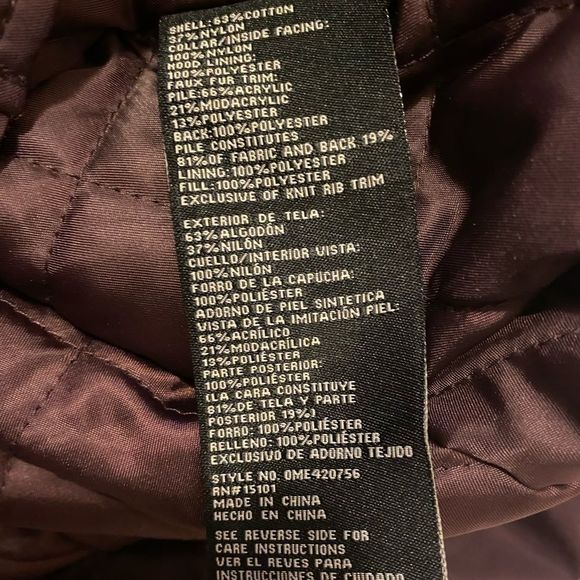 SHELL: 63%COTTON
37%NYLON
COLLAR/INSIDE FACING:
100%NYLON
HOOD LINING:
100%POLYESTER
FAUX FUR TRIM:
PILE:66%ACRYLIC
21%MODACRYLIC
13%POLYESTER
BACK:100%POLYESTER
PILE CONSTITUTES
81%OF FABRIC AND BACK 19%
LINING:100%POLYESTER
FILL:100%POLYESTER
EXCLUSIVE OF KNIT RIB TRIM
EXTERIOR DE TELA:
63%ALGODÓN
37%NILÓN
CUELLO/INTERIOR VISTA:
100%NILÓN
FORRO DE LA CAPUCHA:
100%POLIÉSTER
ADORNO DE PIEL SINTETICA
VISTA DE LA IMITACIÓN PIEL:
66%ACRÍLICO
21%MODACRÍLICA
13%POLIÉSTER
PARTE POSTERIOR:
100%POLIÉSTER
(LA CARA CONSTITUYE
81%DE TELA Y PARTE
POSTERIOR 19%)
FORRO: 100%POLIÉSTER
RELLENO: 100%POLIÉSTER
EXCLUSIVO DE ADORNO TEJIDO
STYLE NO: OME420756
RN#15101
MADE IN CHINA
HECHO EN CHINA
SEE REVERSE SIDE FOR
CARE INSTRUCTIONS
VER EL REVES PARA
INSTRUCCIONES DE CUIDADO